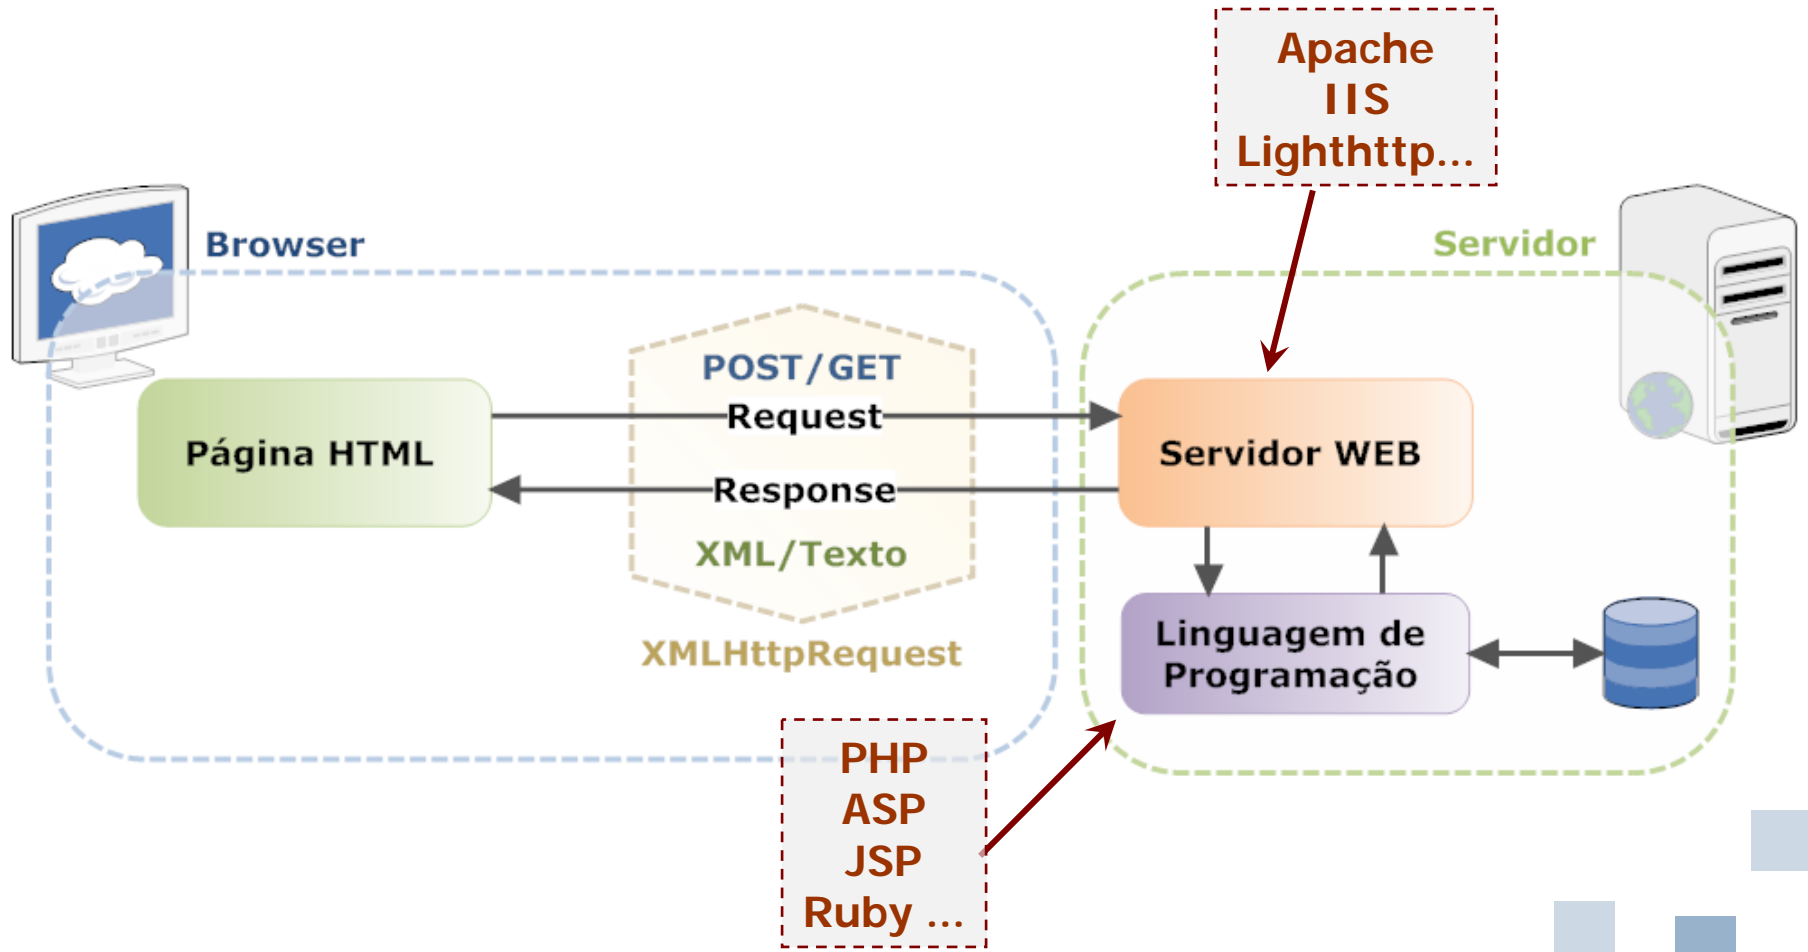 Apache
IIS
Lighthttp...
Browser
Servidor
POST/GET
Request
Página HTML
Servidor WEB
Response
XML/Texto
XMLHttpRequest
Linguagem de
Programação
PHP
ASP
JSP
Ruby ...